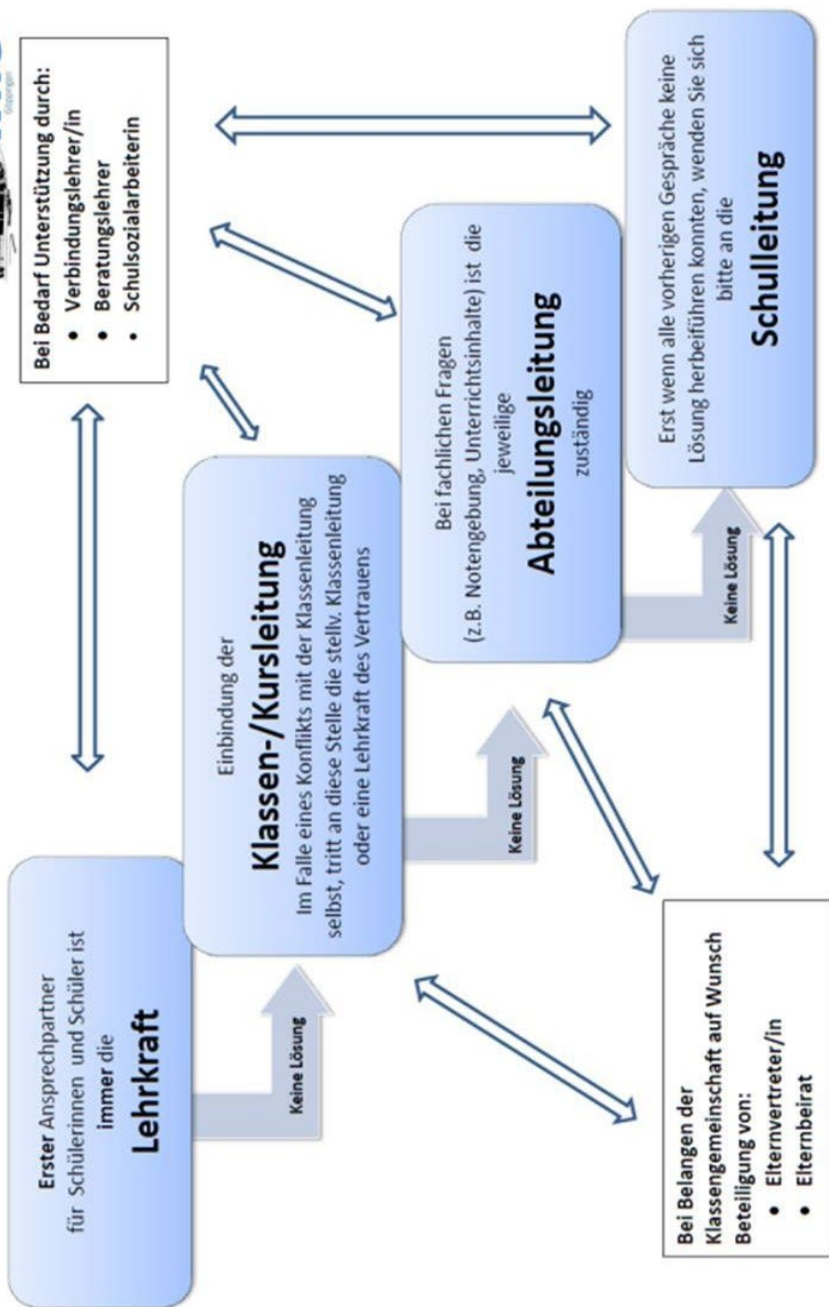 Göppingen
Bei Bedarf Unterstützung durch:
• Verbindungslehrer/in
• Beratungslehrer
• Schulsozialarbeiterin
Erster Ansprechpartner
für Schülerinnen und Schüler ist
immer die
Lehrkraft
Keine Lösung
Einbindung der
Klassen-/Kursleitung
Im Falle eines Konflikts mit der Klassenleitung
selbst, tritt an diese Stelle die stellv. Klassenleitung
oder eine Lehrkraft des Vertrauens
Keine Lösung
Bei fachlichen Fragen
(z.B. Notengebung, Unterrichtsinhalte) ist die
jeweilige
Abteilungsleitung
zuständig
Keine Lösung
Erst wenn alle vorherigen Gespräche keine
Lösung herbeiführen konnten, wenden Sie sich
bitte an die
Schulleitung
Bei Belangen der
Klassengemeinschaft auf Wunsch
Beteiligung von:
• Elternvertreter/in
• Elternbeirat